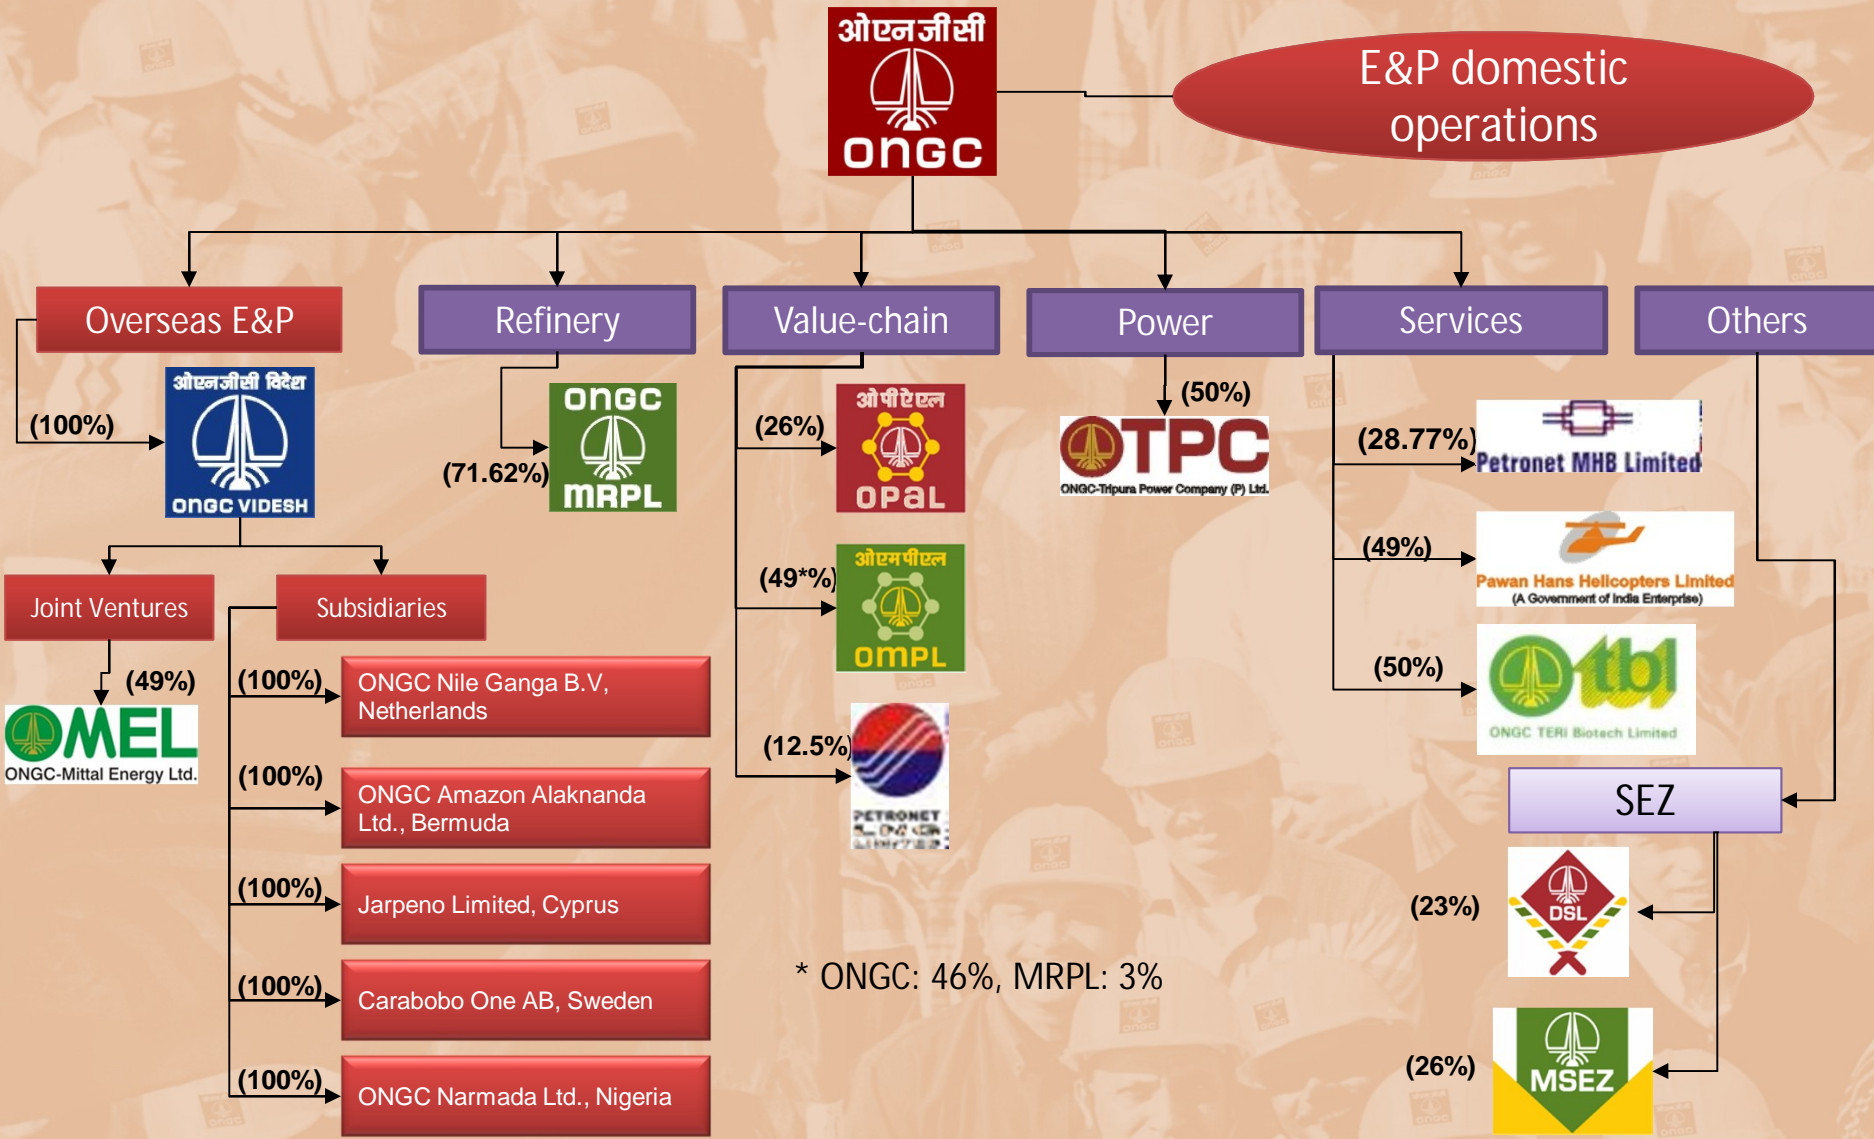 ओएनजीसी
ONGC
E&P domestic
operations
Overseas E&P
Refinery
Value-chain
Power
Services
Others
(100%)
ओएनजीसी विदेश
ONGC VIDESH
(71.62%)
ONGC
MRPL
(26%)
ओपीऐएल
OPaL
(49*%)
ओएमपीएल
OMPL
(12.5%)
PETRONET
(50%)
OTPC
ONGC-Tripura Power Company (P) Ltd.
(28.77%)
Petronet MHB Limited
(49%)
Pawan Hans Helicopters Limited
(A Government of India Enterprise)
(50%)
Otbl
ONGC TERI Biotech Limited
Joint Ventures
Subsidiaries
(49%)
OMEL
ONGC-Mittal Energy Ltd.
(100%)
ONGC Nile Ganga B.V,
Netherlands
(100%)
ONGC Amazon Alaknanda
Ltd., Bermuda
(100%)
Jarpeno Limited, Cyprus
(100%)
Carabobo One AB, Sweden
(100%)
ONGC Narmada Ltd., Nigeria
* ONGC: 46%, MRPL: 3%
SEZ
(23%)
DSL
(26%)
MSEZ